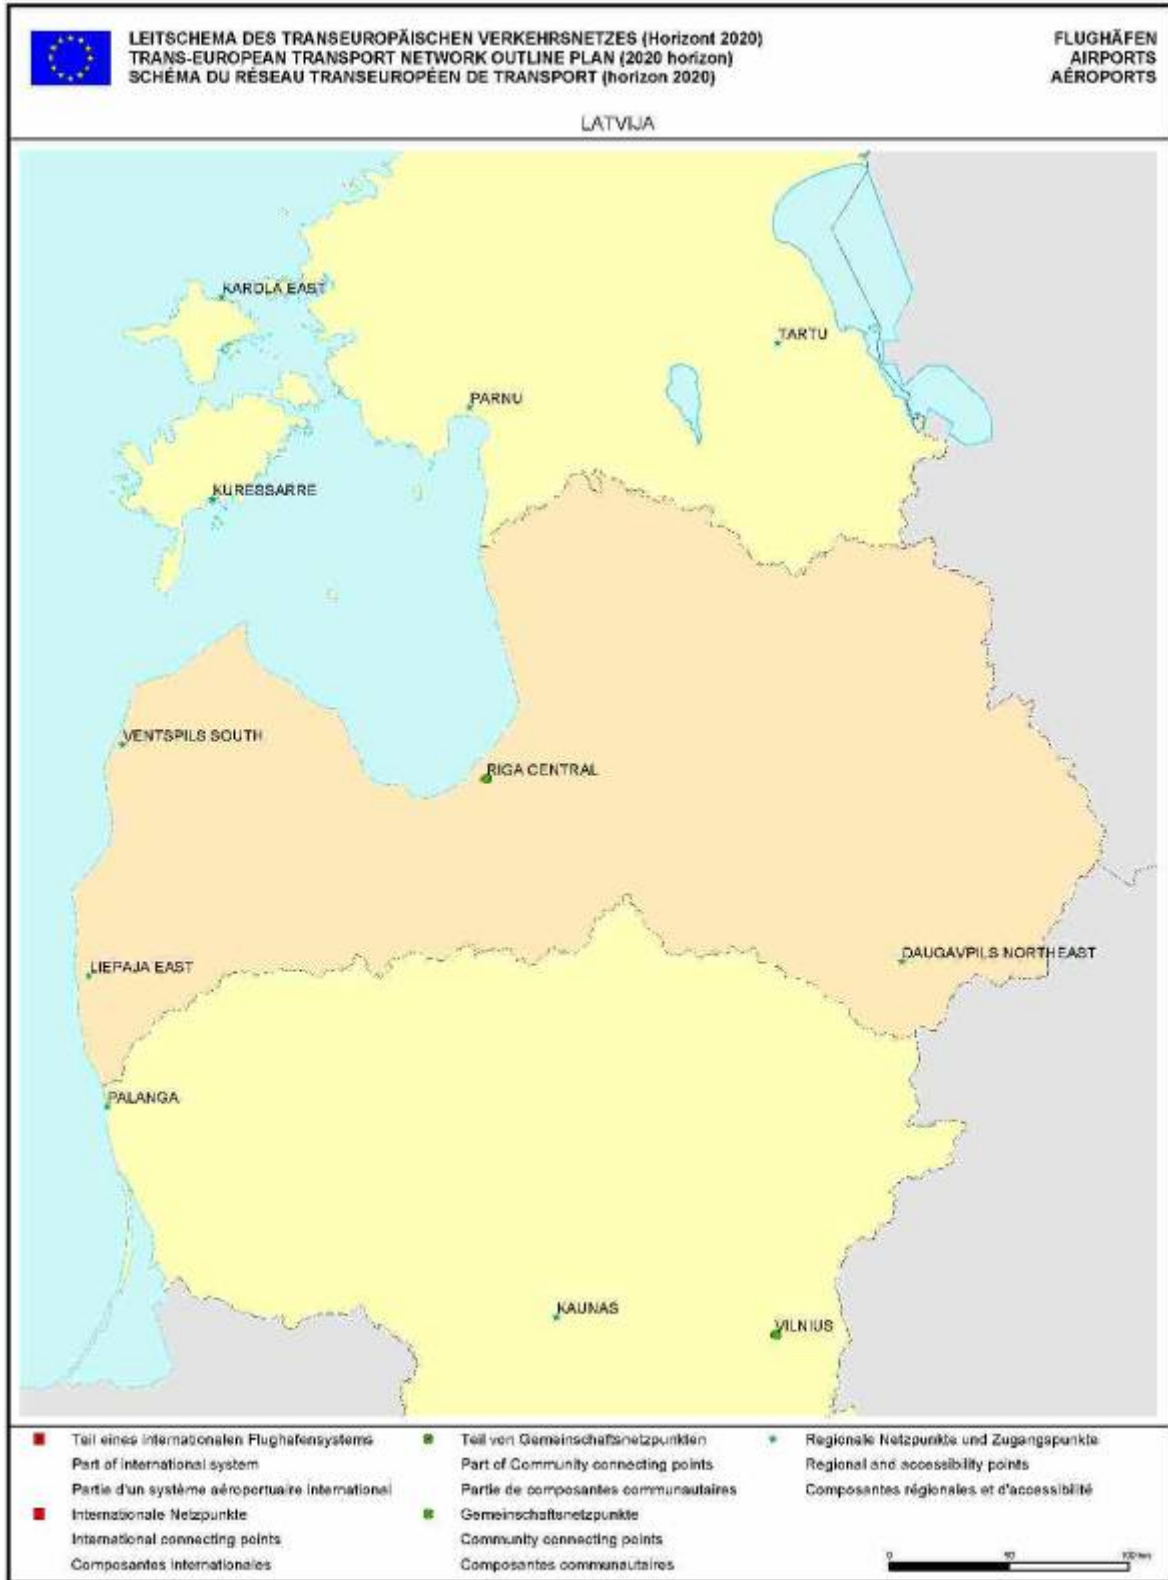 LEITSCHEMA DES TRANSEUROPÄISCHEN VERKEHRSNETZES (Horizont 2020)
TRANS-EUROPEAN TRANSPORT NETWORK OUTLINE PLAN (2020 horizon)
SCHÉMA DU RÉSEAU TRANSEUROPÉEN DE TRANSPORT (horizon 2020)
FLUGHÄFEN
AIRPORTS
AÉROPORTS
LATVIJA
KARDLA EAST
TARTU
PARNU
KURESSARRE
VENTSPILS SOUTH
RIGA CENTRAL
LIEPAJA EAST
DAUGAVPILS NORTHEAST
PALANGA
KAUNAS
VILNIUS
Teil eines internationalen Flughafensystems
Part of international system
Partie d'un système aéroportuaire international
Internationale Netzpunkte
International connecting points
Composantes internationales
Teil von Gemeinschaftsnetzpunkten
Part of Community connecting points
Partie de composantes communautaires
Gemeinschaftsnetzpunkte
Community connecting points
Composantes communautaires
Regionale Netzpunkte und Zugangspunkte
Regional and accessibility points
Composantes régionales et d'accessibilité
0 50 100 km